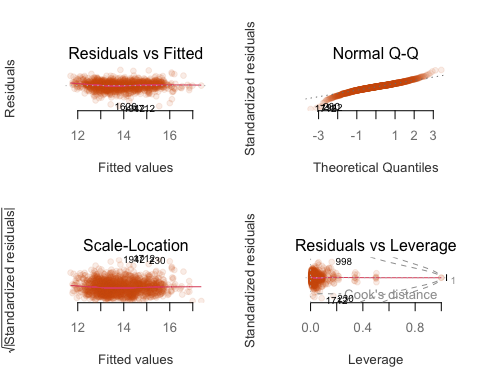 Residuals vs Fitted
Residuals
12 14 16
Fitted values
Normal Q-Q
Standardized residuals
-3 -1 1 2 3
Theoretical Quantiles
Scale-Location
√|Standardized residuals|
230
12 14 16
Fitted values
Residuals vs Leverage
Standardized residuals
998
Cook's distance
1
0.0 0.4 0.8
Leverage